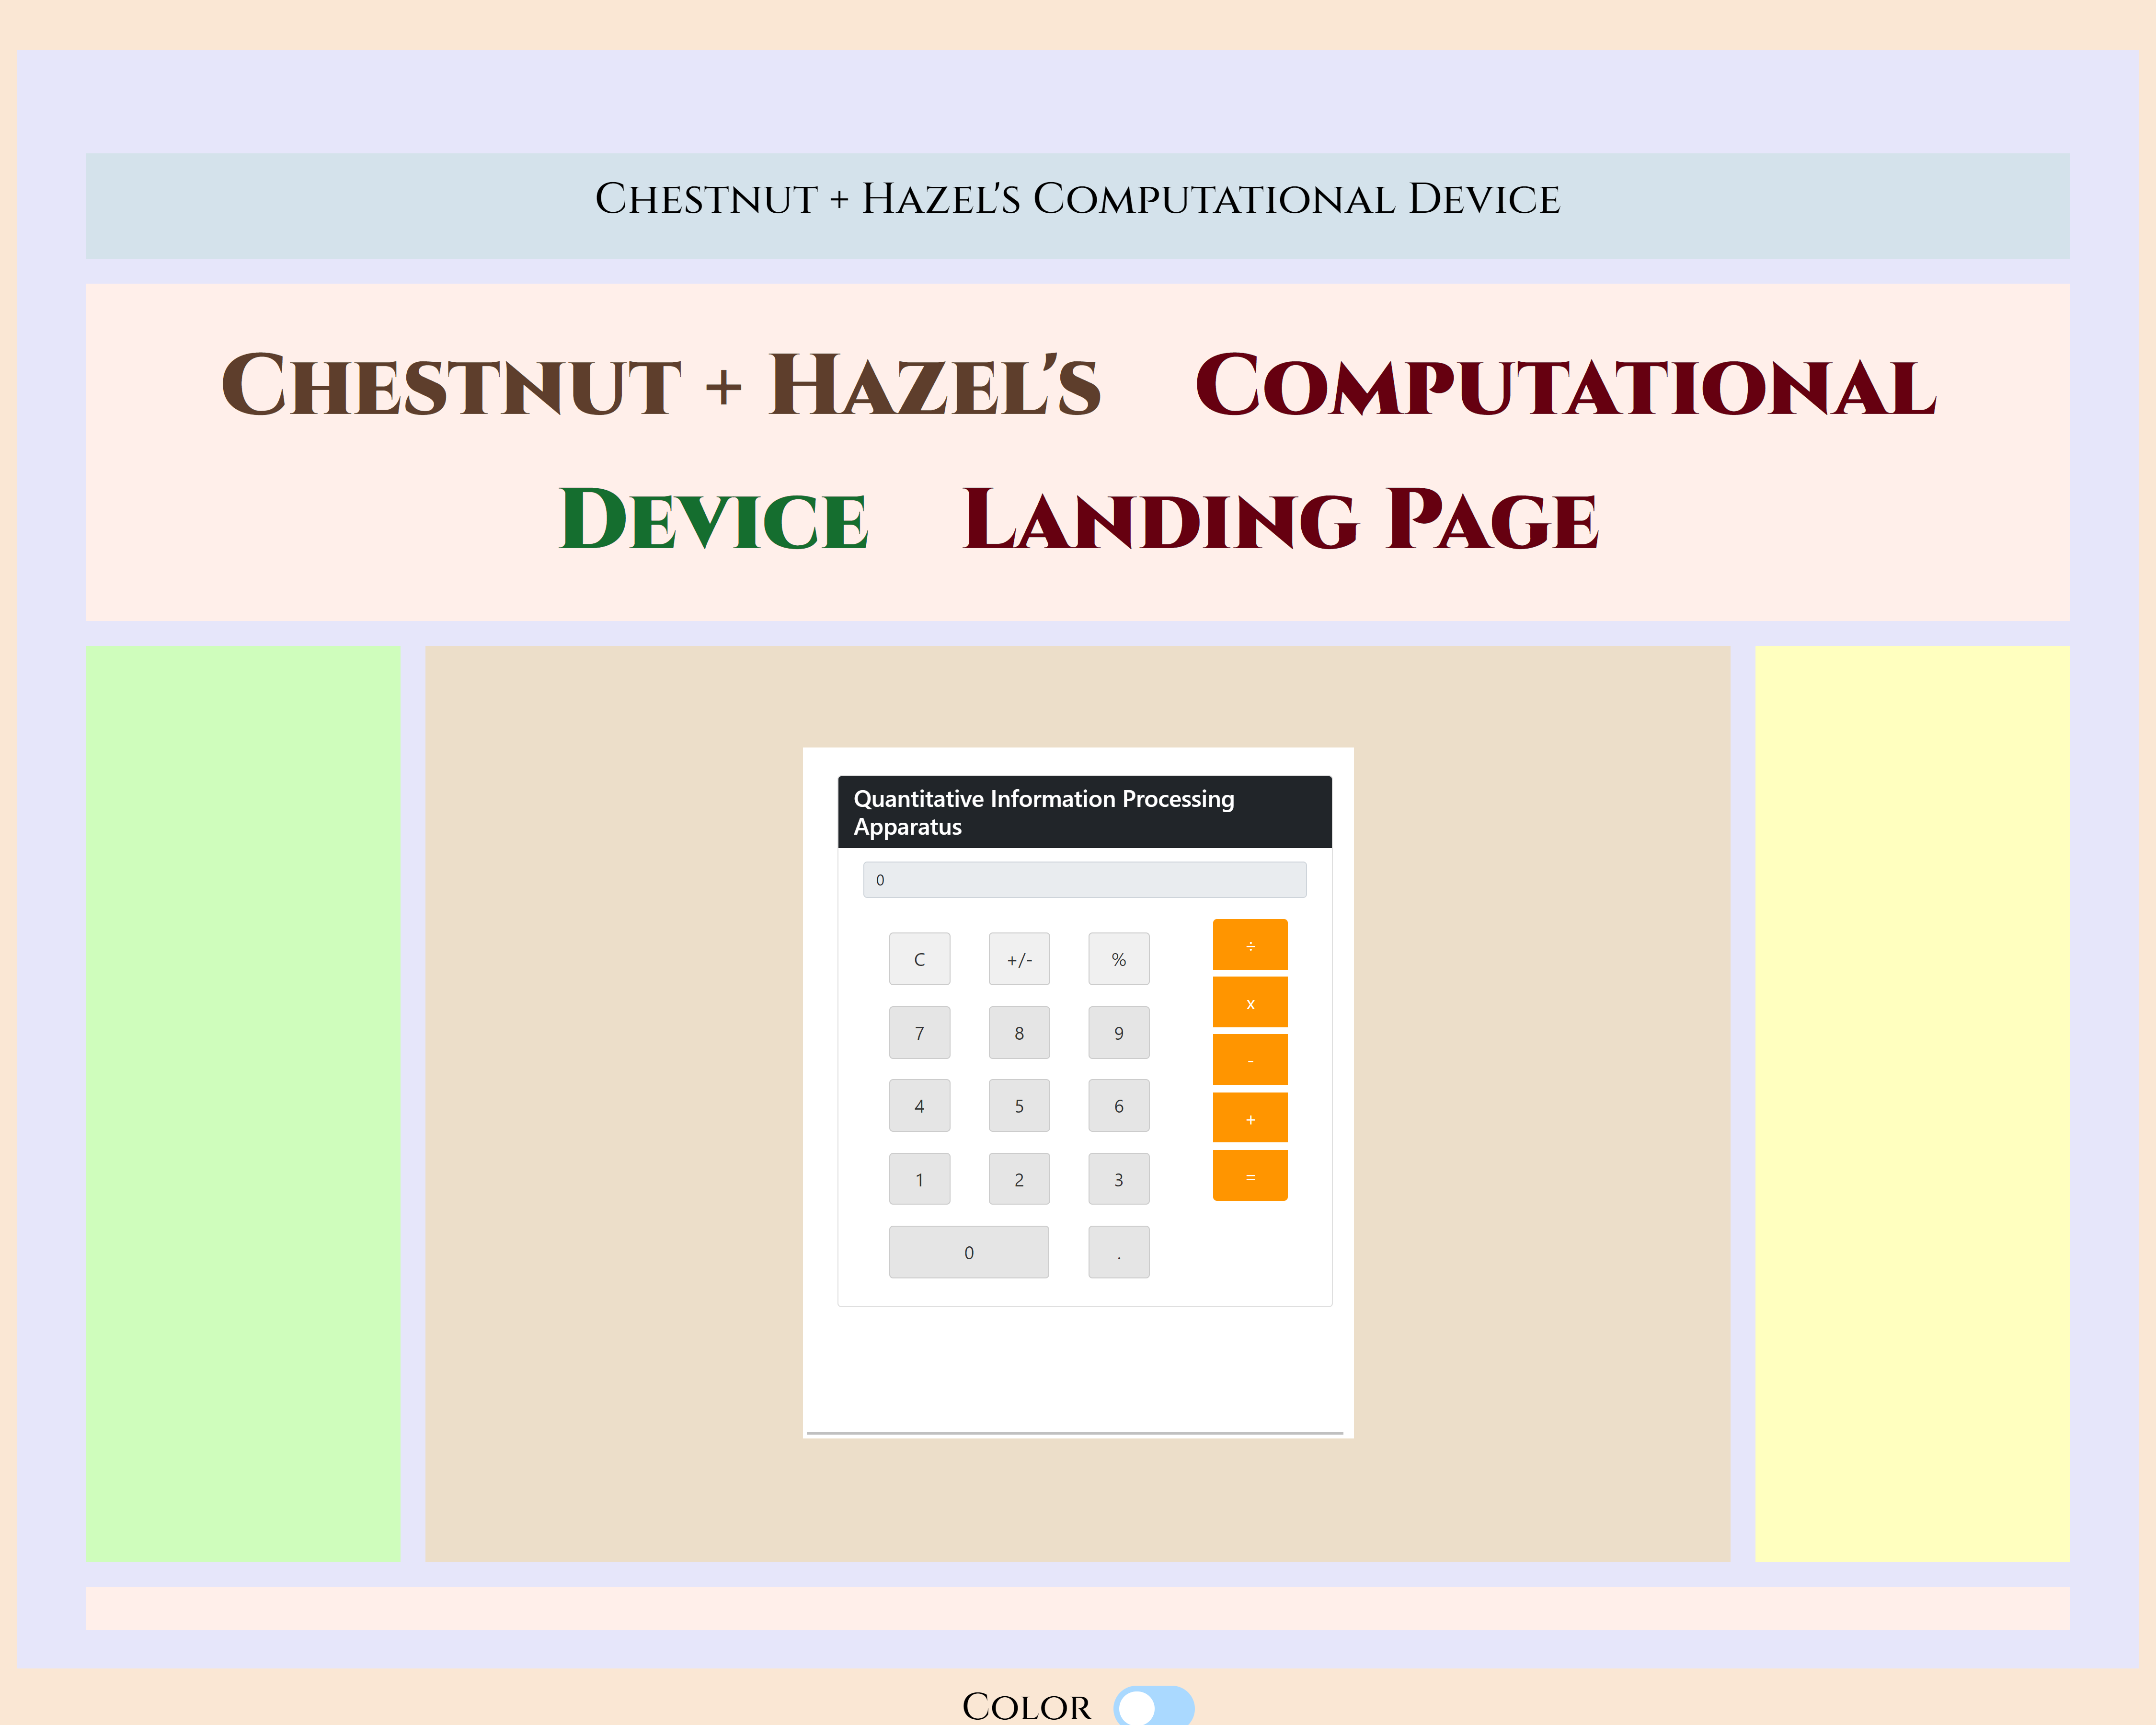 Chestnut + Hazel's Computational Device
Chestnut + Hazel's Computational
Device Landing Page
Quantitative Information Processing
Apparatus
0
C +/- % ÷
7 8 9 x
4 5 6 -
1 2 3 +
0 . =
Color